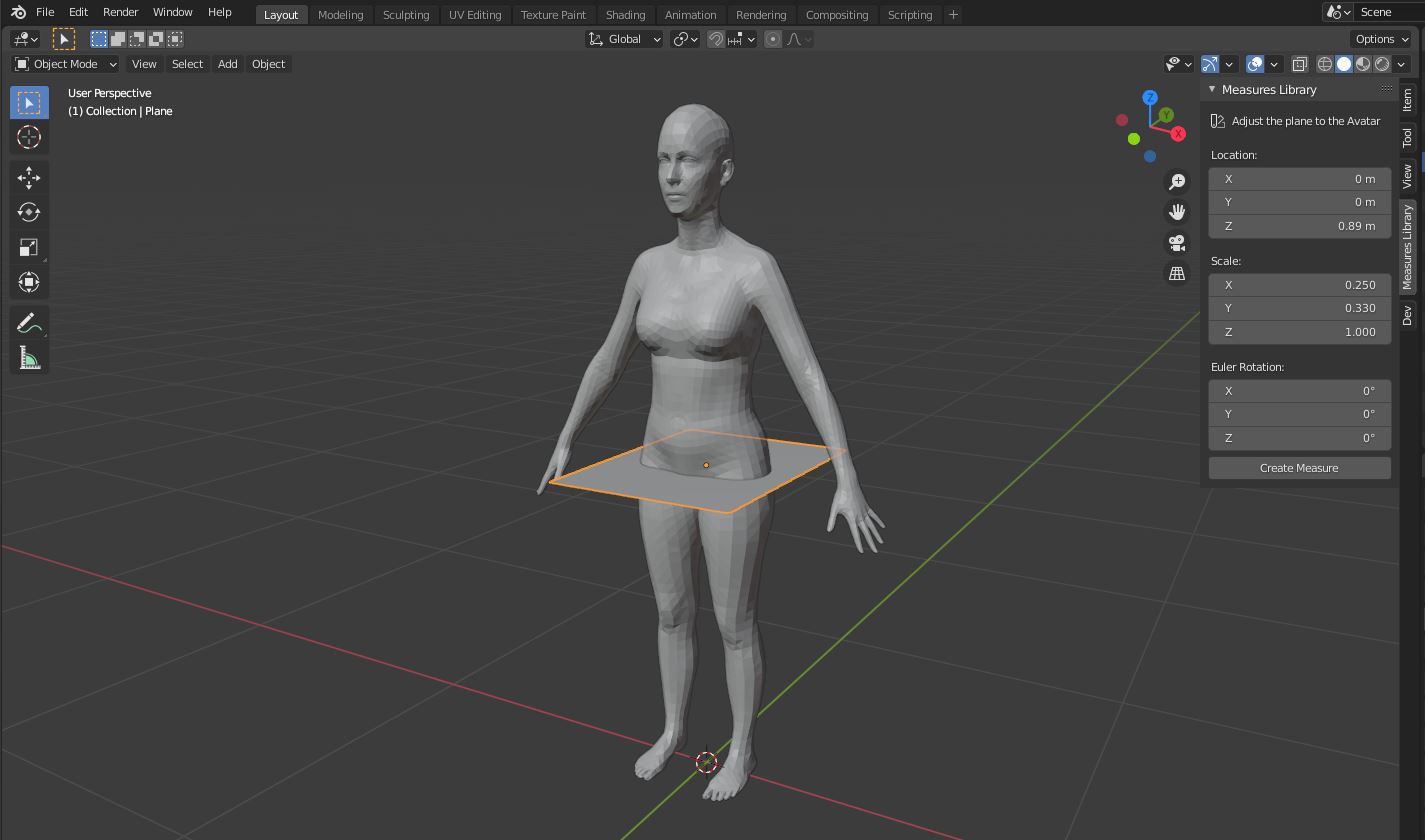 File Edit Render Window Help Layout Modeling Sculpting UV Editing Texture Paint Shading Animation Rendering Compositing Scripting + Scene
Global Options
Object Mode View Select Add Object
User Perspective
(1) Collection | Plane
Z
Y
X
Measures Library
Adjust the plane to the Avatar
Location:
X 0 m
Y 0 m
Z 0.89 m
Scale:
X 0.250
Y 0.330
Z 1.000
Euler Rotation:
X 0°
Y 0°
Z 0°
Create Measure
Item
Tool
View
Measures Library
Dev